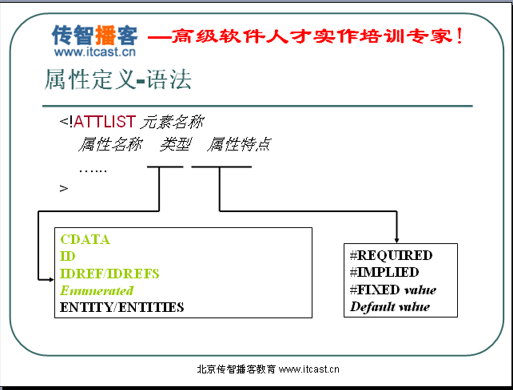 传智播客 —高级软件人才实作培训专家!
www.itcast.cn
属性定义-语法
<!ATTLIST 元素名称
属性名称 类型 属性特点
…...
>
CDATA
ID
IDREF/IDREFS
Enumerated
ENTITY/ENTITIES
#REQUIRED
#IMPLIED
#FIXED value
Default value
北京传智播客教育 www.itcast.cn